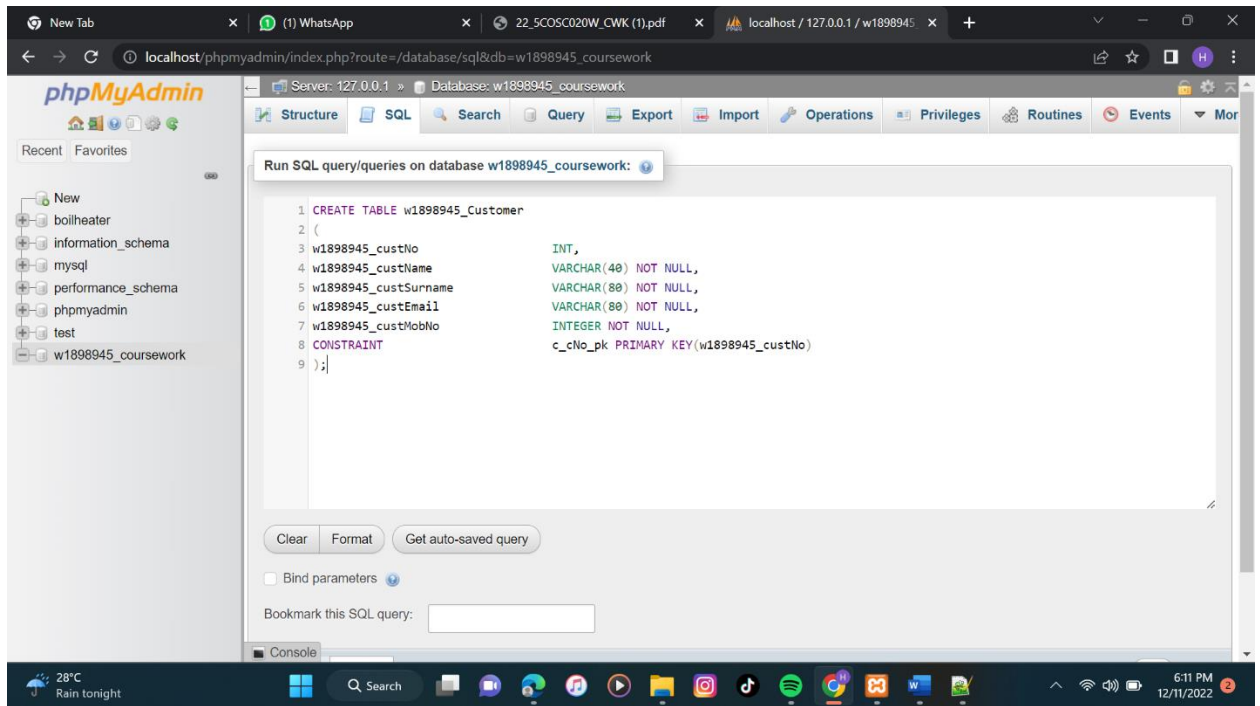 New Tab
(1) WhatsApp
22_5COSC020W_CWK (1).pdf
localhost / 127.0.0.1 / w1898945_
localhost/phpmyadmin/index.php?route=/database/sql&db=w1898945_coursework
H
phpMyAdmin
Recent Favorites
New
boilheater
information_schema
mysql
performance_schema
phpmyadmin
test
w1898945_coursework
Server: 127.0.0.1 » Database: w1898945_coursework
Structure SQL Search Query Export Import Operations Privileges Routines Events Mor
Run SQL query/queries on database w1898945_coursework:
1 CREATE TABLE w1898945_Customer
2 (
3 w1898945_custNo INT,
4 w1898945_custName VARCHAR(40) NOT NULL,
5 w1898945_custSurname VARCHAR(80) NOT NULL,
6 w1898945_custEmail VARCHAR(80) NOT NULL,
7 w1898945_custMobNo INTEGER NOT NULL,
8 CONSTRAINT c_cNo_pk PRIMARY KEY(w1898945_custNo)
9 );
Clear Format Get auto-saved query
Bind parameters
Bookmark this SQL query:
Console
28°C
Rain tonight
Search
6:11 PM
12/11/2022
2